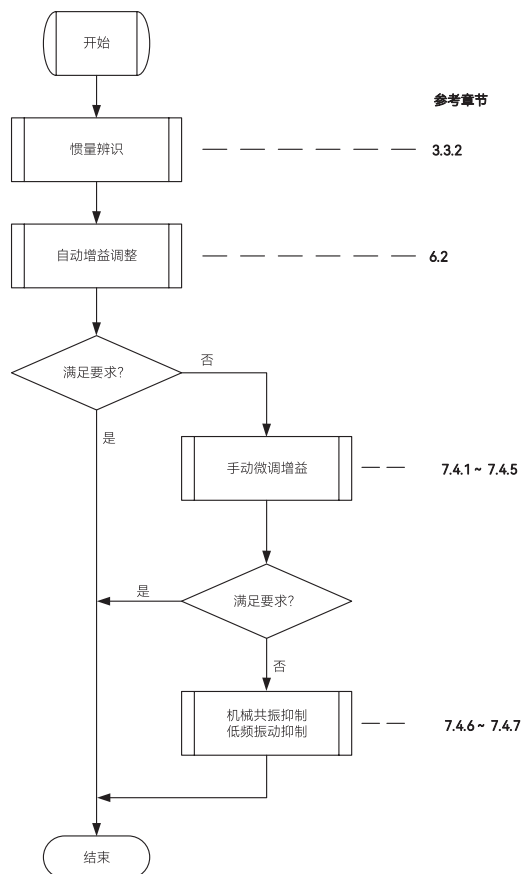 开始
参考章节
惯量辨识
3.3.2
自动增益调整
6.2
满足要求?
否
是
手动微调增益
7.4.1 ~ 7.4.5
满足要求?
是
否
机械共振抑制
低频振动抑制
7.4.6 ~ 7.4.7
结束